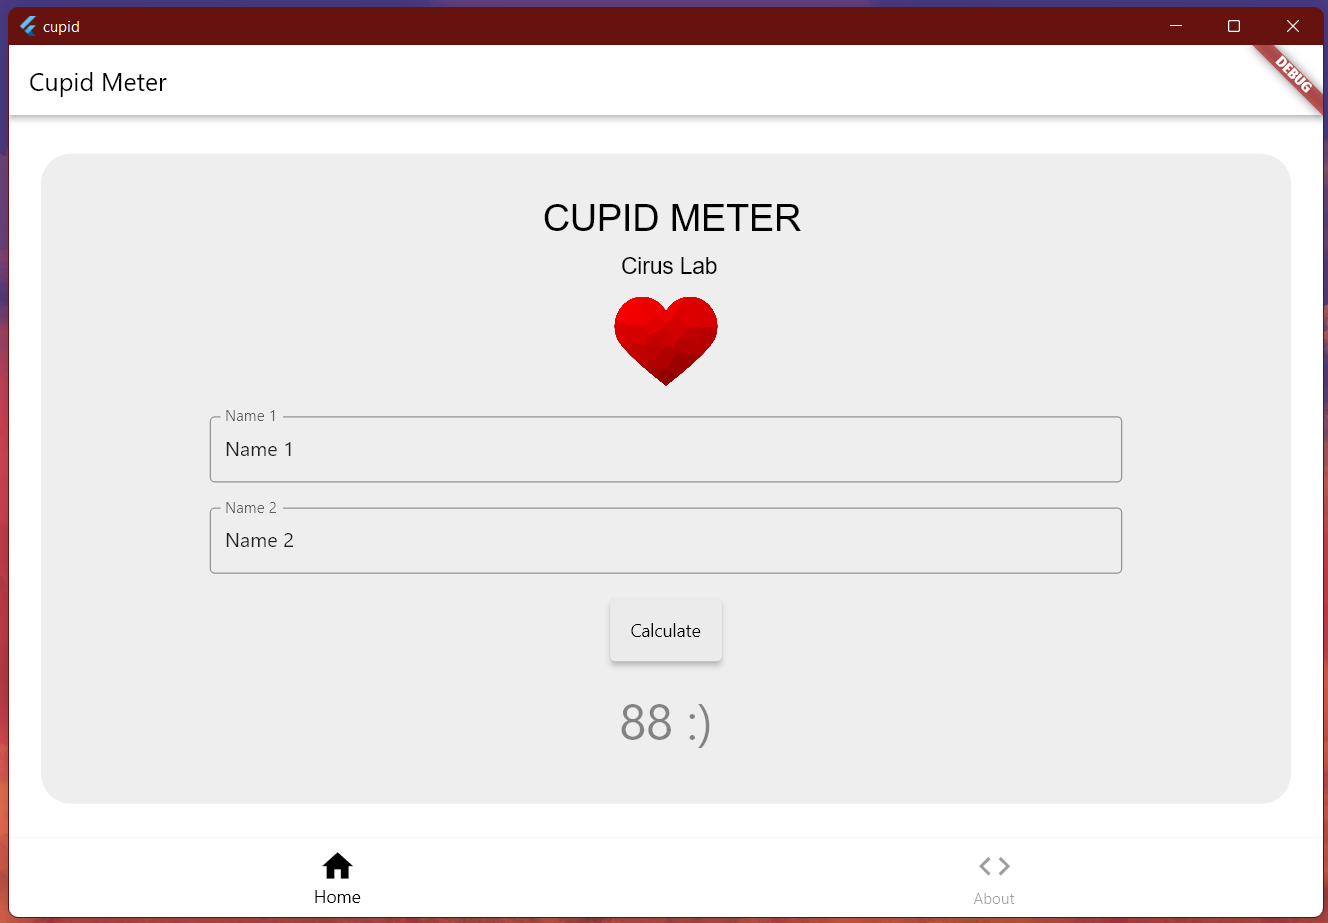 cupid
Cupid Meter
DEBUG
CUPID METER
Cirus Lab
Name 1
Name 1
Name 2
Name 2
Calculate
88 :)
Home
About